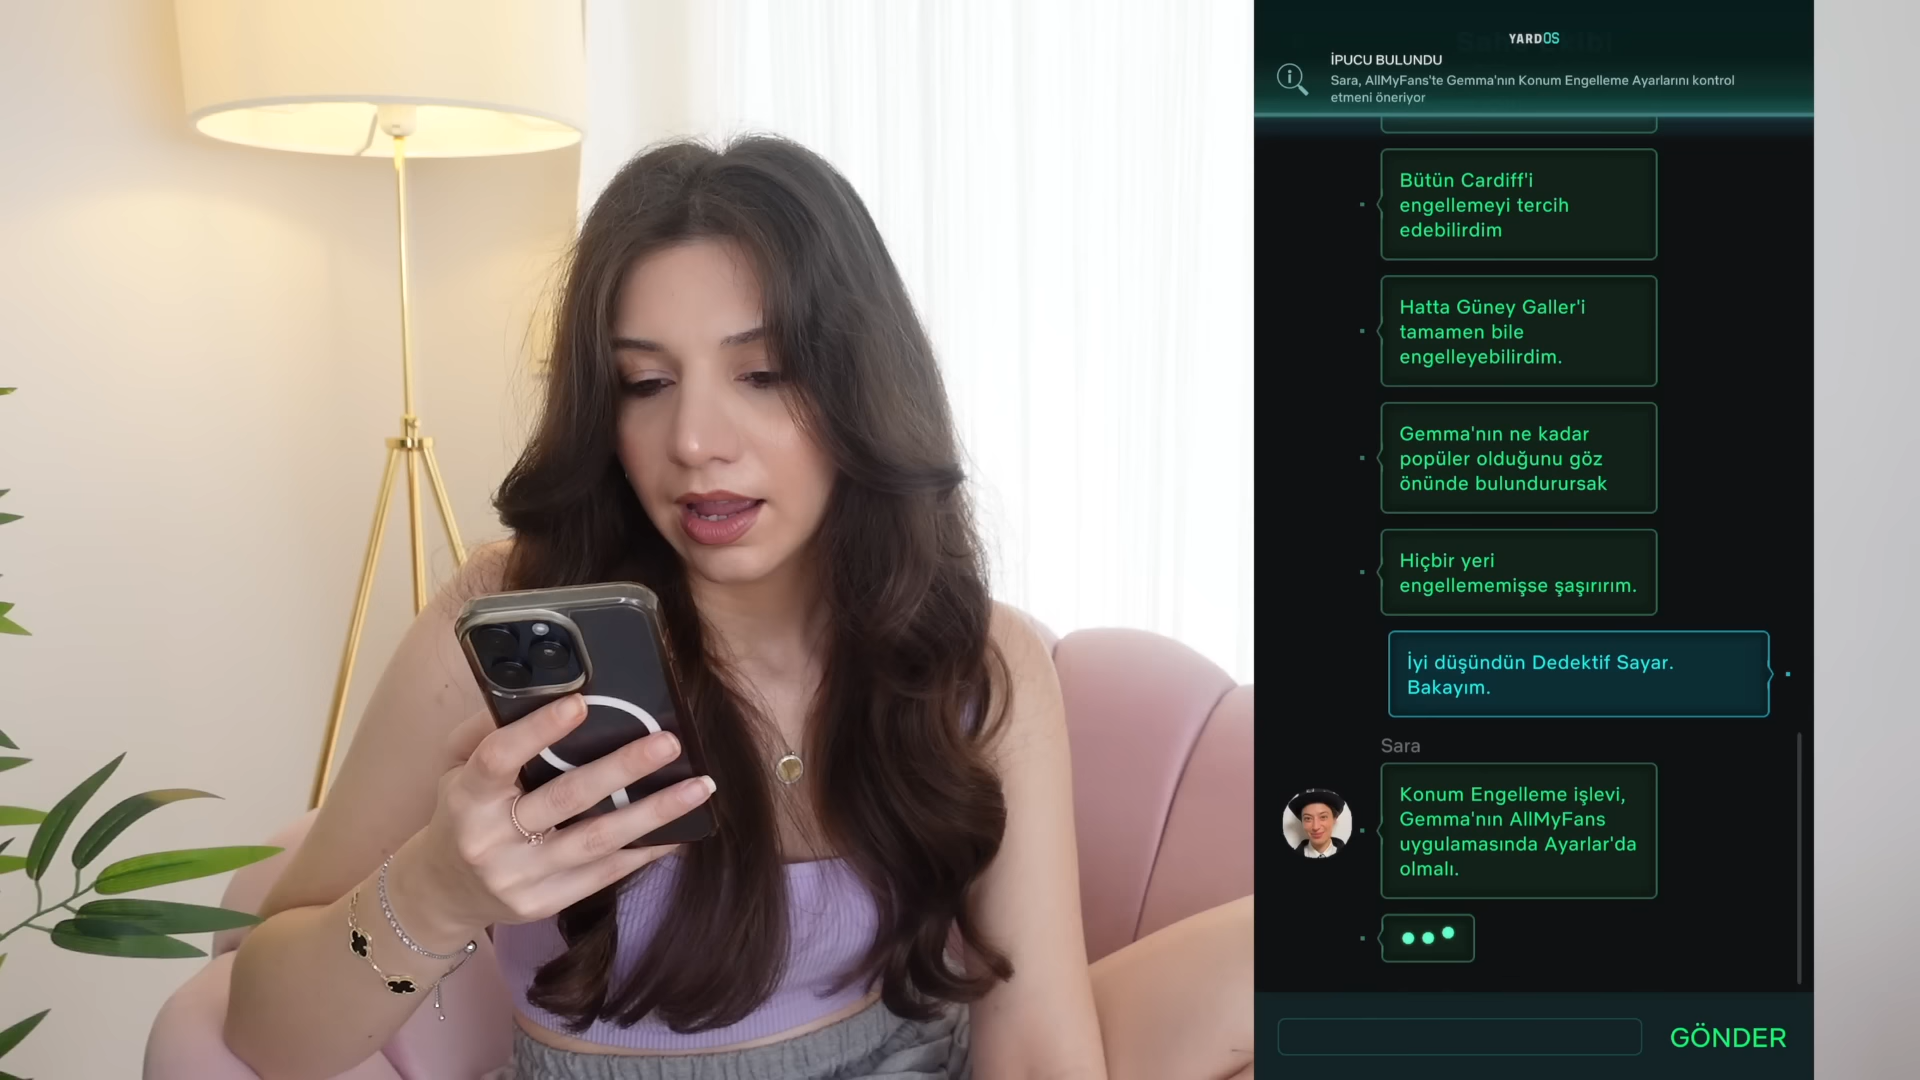 YARDOS
İPUCU BULUNDU
Sara, AllMyFans'te Gemma'nın Konum Engelleme Ayarlarını kontrol
etmeni öneriyor
Bütün Cardiff'i
engellemeyi tercih
edebilirdim
Hatta Güney Galler'i
tamamen bile
engelleyebilirdim.
Gemma'nın ne kadar
popüler olduğunu göz
önünde bulundurursak
Hiçbir yeri
engellememişse şaşırırım.
İyi düşündün Dedektif Sayar.
Bakayım.
Sara
Konum Engelleme işlevi,
Gemma'nın AllMyFans
uygulamasında Ayarlar'da
olmalı.
GÖNDER